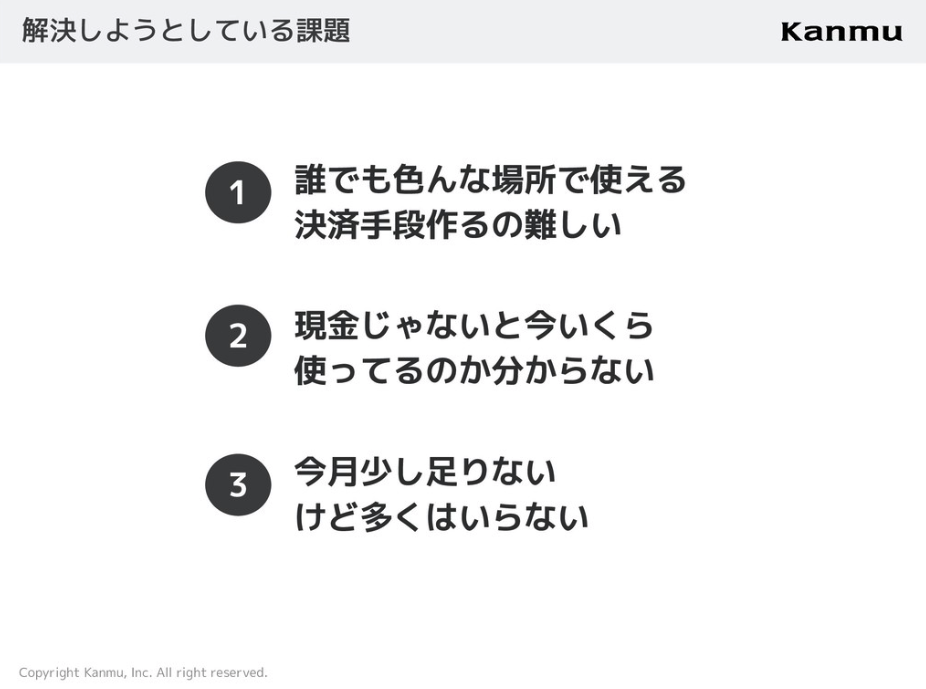 解決しようとしている課題
Kanmu
1
誰でも色んな場所で使える
決済手段作るの難しい
2
現金じゃないと今いくら
使ってるのか分からない
3
今月少し足りない
けど多くはいらない
Copyright Kanmu, Inc. All right reserved.